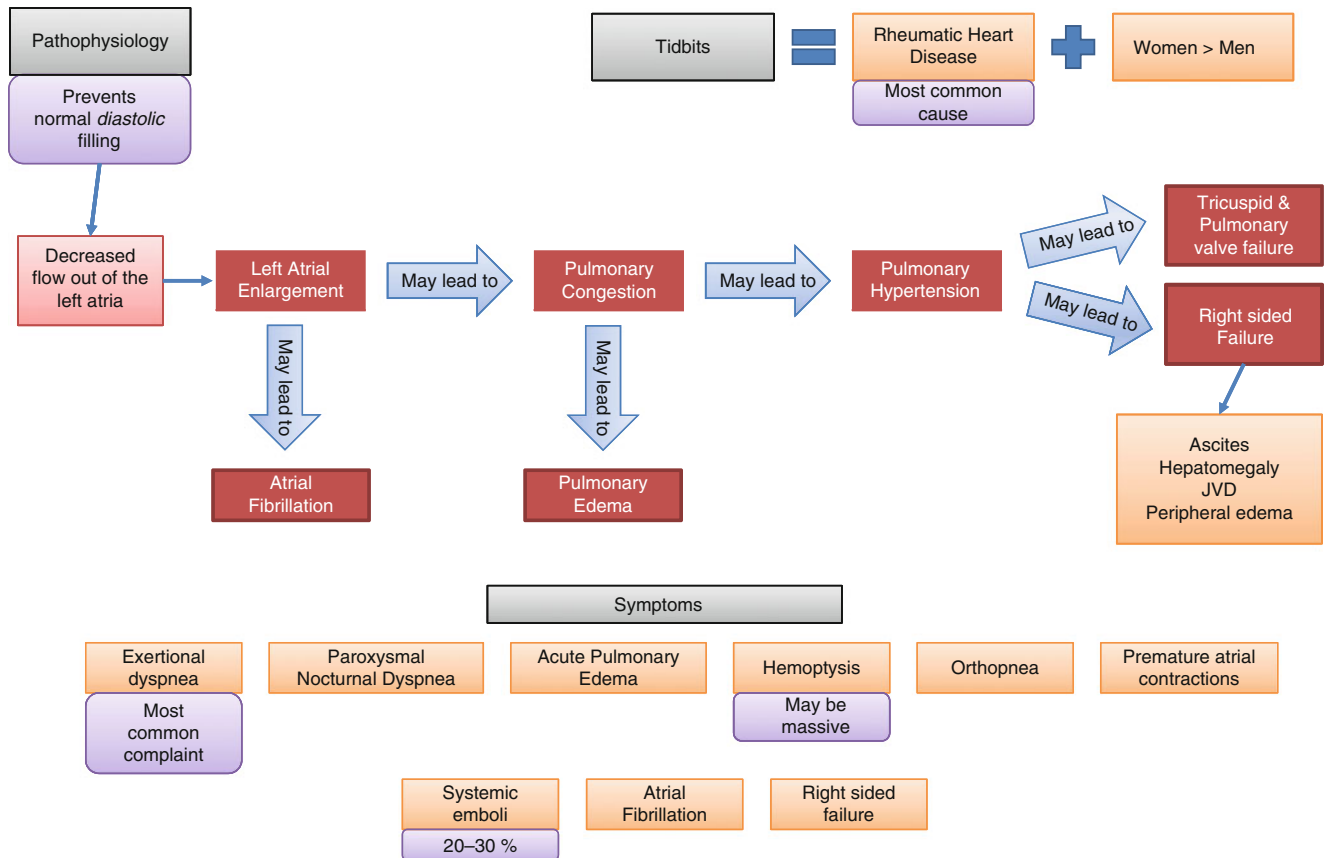 Pathophysiology
Prevents
normal diastolic
filling
Tidbits
Rheumatic Heart
Disease
Most common
cause
Women > Men
Decreased
flow out of the
left atria
Left Atrial
Enlargement
May lead to
Pulmonary
Congestion
May lead to
Pulmonary
Hypertension
May lead to
Tricuspid &
Pulmonary
valve failure
May lead to
Right sided
Failure
May lead to
Atrial
Fibrillation
May lead to
Pulmonary
Edema
Ascites
Hepatomegaly
JVD
Peripheral edema
Symptoms
Exertional
dyspnea
Most
common
complaint
Paroxysmal
Nocturnal Dyspnea
Acute Pulmonary
Edema
Hemoptysis
May be
massive
Orthopnea
Premature atrial
contractions
Systemic
emboli
20–30 %
Atrial
Fibrillation
Right sided
failure